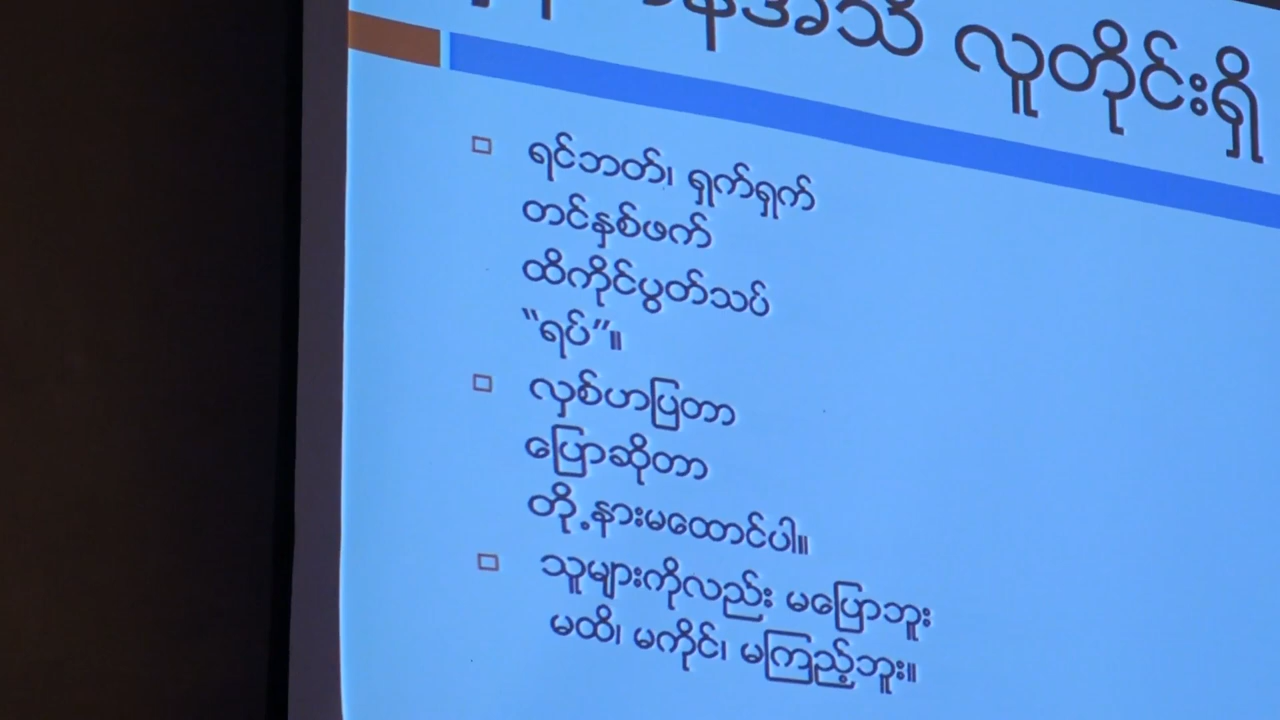 လူတိုင်းရှိ
ရင်ဘတ်၊ ရှက်ရှက်
တင်နှစ်ဖက်
ထိကိုင်ပွတ်သပ်
“ရပ်”။
လှစ်ဟပြတာ
ပြောဆိုတာ
တို့နားမထောင်ပါ။
သူများကိုလည်း မပြောဘူး
မထိ၊ မကိုင်၊ မကြည့်ဘူး။